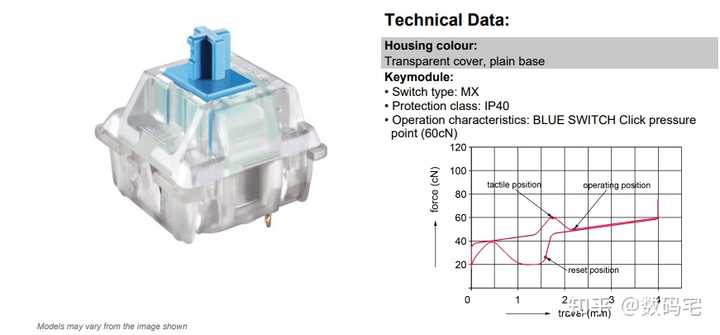 Technical Data:
Housing colour:
Transparent cover, plain base
Keymodule:
• Switch type: MX
• Protection class: IP40
• Operation characteristics: BLUE SWITCH Click pressure
point (60cN)
120
100
80
60
40
20
force (cN)
tactile position
operating position
reset position
0 1 2 3 4
travel (mm)
Models may vary from the image shown
知乎 @数码宅